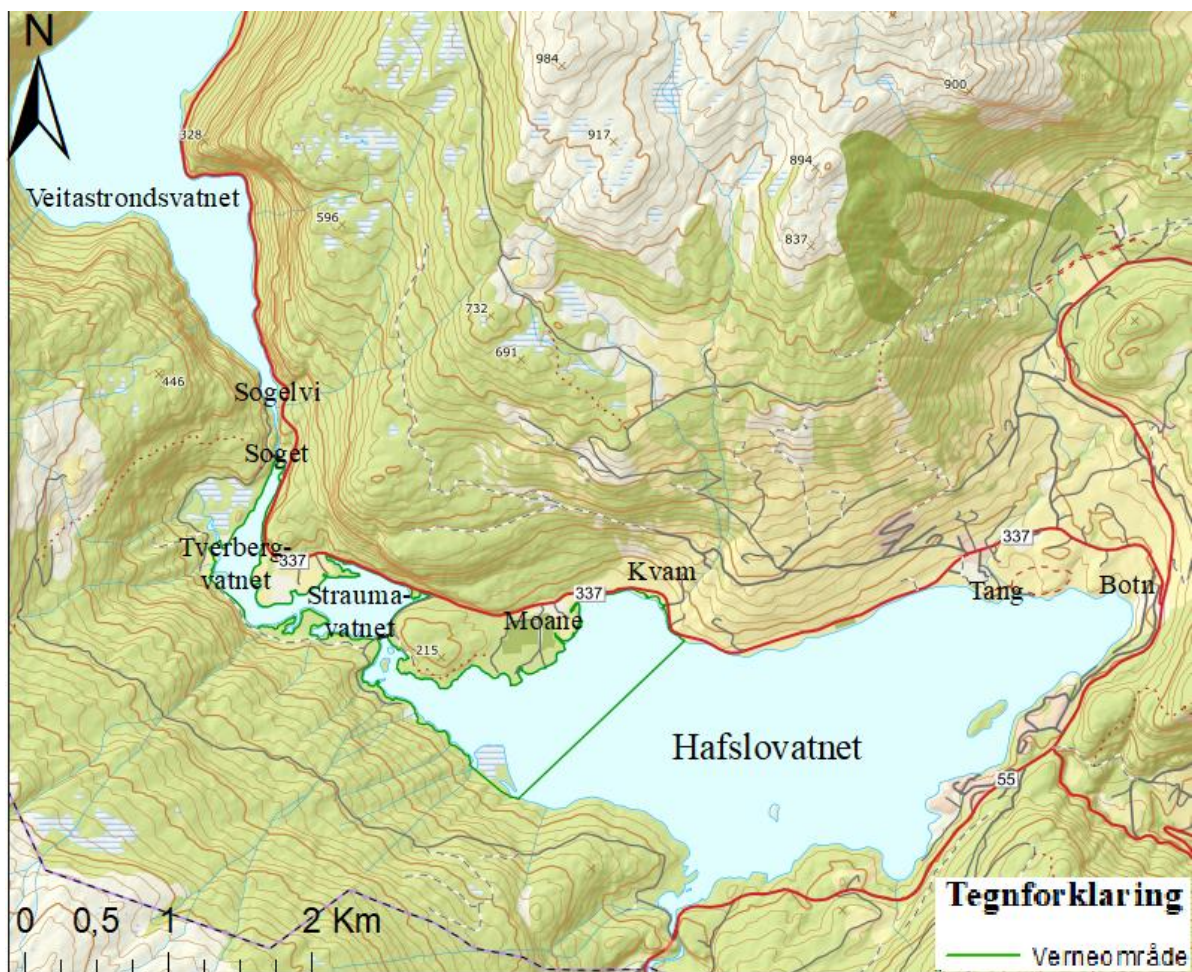 N
984
900
917
328
894
Veitastrondsvatnet
596
837
732
691
446
Sogelvi
Soget
337
Tverberg-
vatnet
337
Strauma-
vatnet
Kvam
337
Moane
Tang
Botn
215
Hafslovatnet
55
Tegnforklaring
Verneområde
0 0,5 1 2 Km